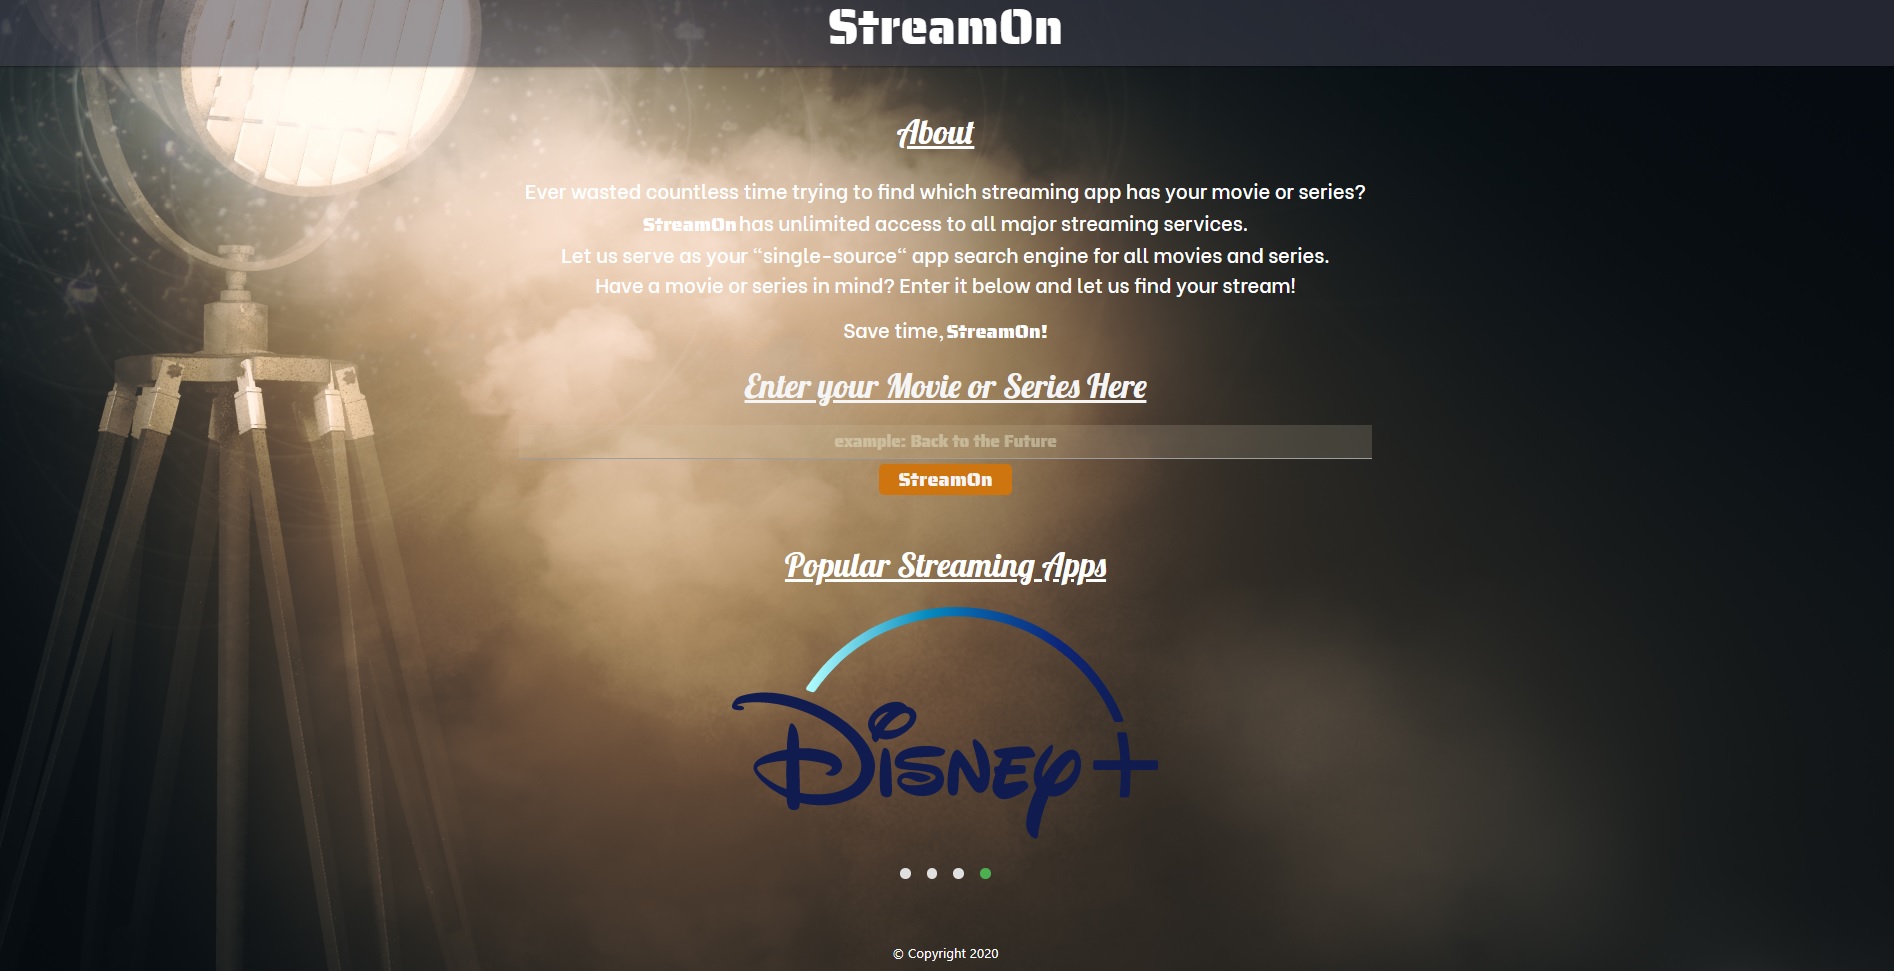 StreamOn
About
Ever wasted countless time trying to find which streaming app has your movie or series?
StreamOn has unlimited access to all major streaming services.
Let us serve as your “single-source“ app search engine for all movies and series.
Have a movie or series in mind? Enter it below and let us find your stream!
Save time, StreamOn!
Enter your Movie or Series Here
example: Back to the Future
StreamOn
Popular Streaming Apps
Disney+
© Copyright 2020